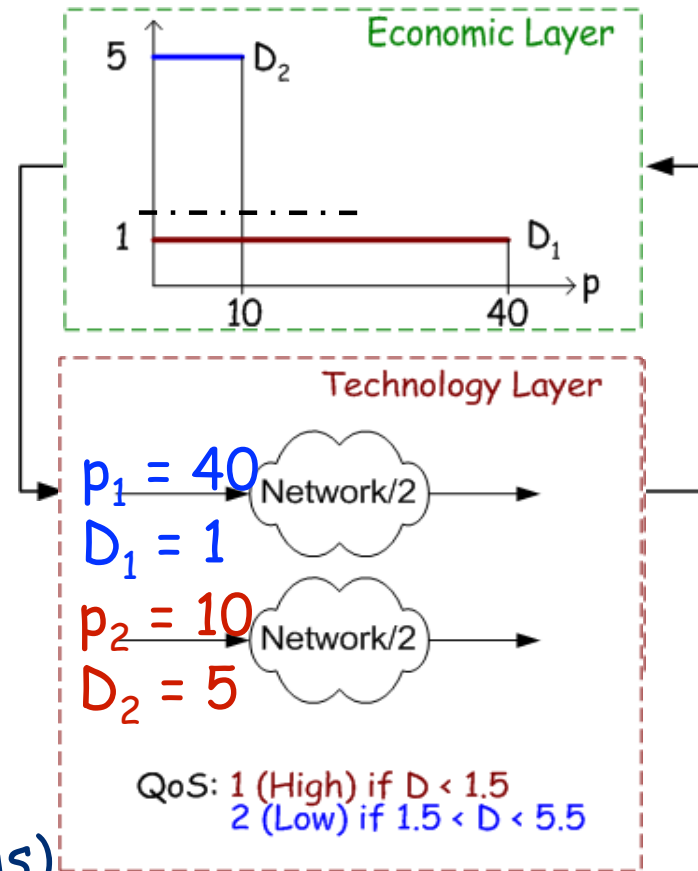 Economic Layer
5 D₂
1 D₁
p
10 40
Technology Layer
p₁ = 40 Network/2
D₁ = 1
p₂ = 10 Network/2
D₂ = 5
QoS: 1 (High) if D < 1.5
2 (Low) if 1.5 < D < 5.5
s)